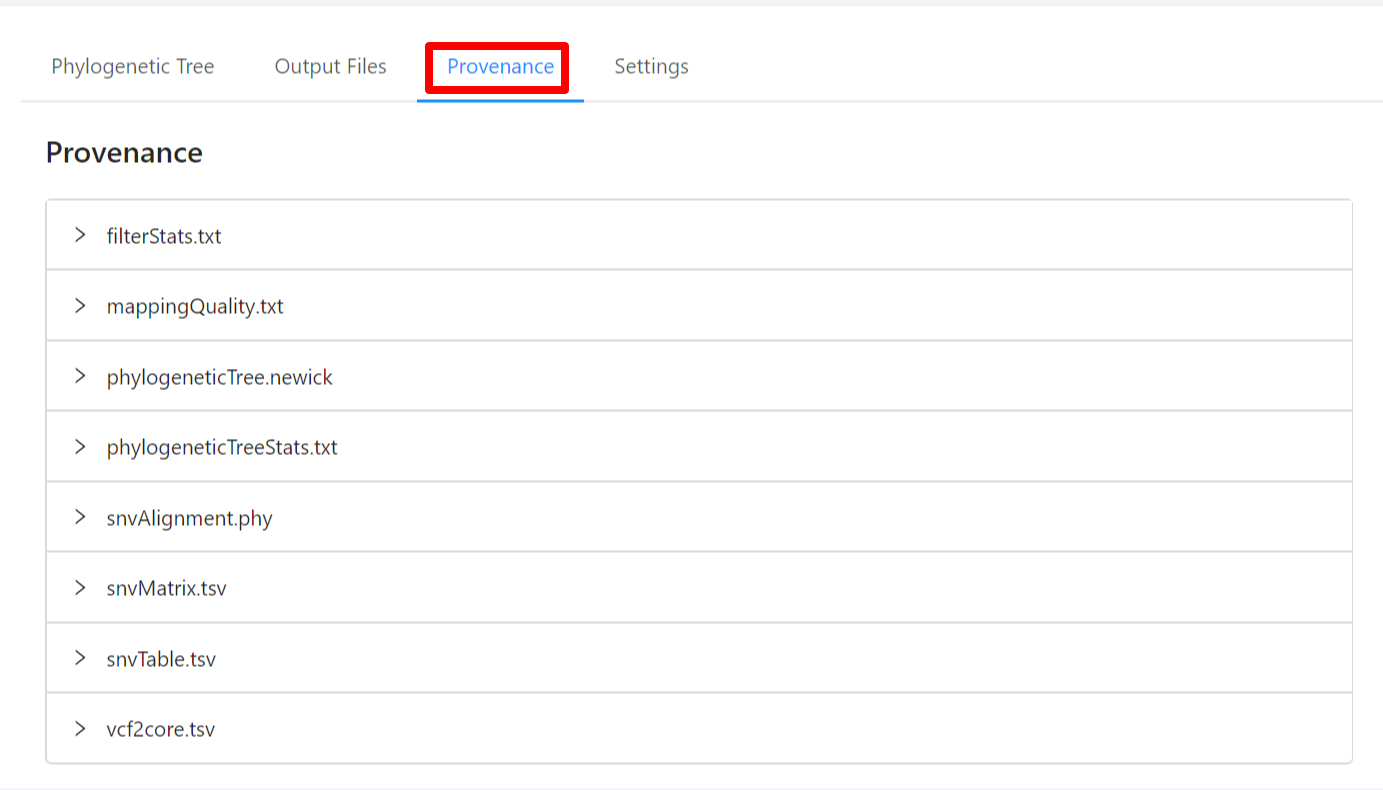 Phylogenetic Tree Output Files Provenance Settings
Provenance
filterStats.txt
mappingQuality.txt
phylogeneticTree.newick
phylogeneticTreeStats.txt
snvAlignment.phy
snvMatrix.tsv
snvTable.tsv
vcf2core.tsv